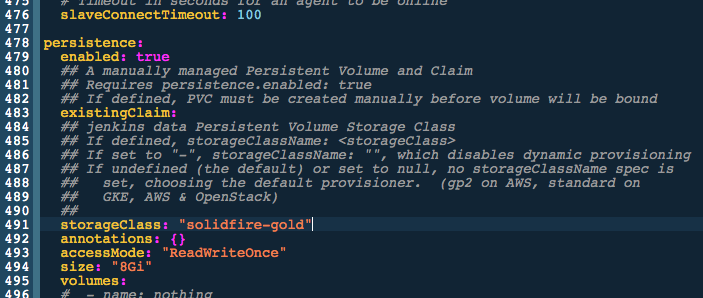 475 # Timeout in seconds for an agent to be online
476 slaveConnectTimeout: 100
477
478 persistence:
479 enabled: true
480 ## A manually managed Persistent Volume and Claim
481 ## Requires persistence.enabled: true
482 ## If defined, PVC must be created manually before volume will be bound
483 existingClaim:
484 ## jenkins data Persistent Volume Storage Class
485 ## If defined, storageClassName: <storageClass>
486 ## If set to "-", storageClassName: "", which disables dynamic provisioning
487 ## If undefined (the default) or set to null, no storageClassName spec is
488 ##   set, choosing the default provisioner.  (gp2 on AWS, standard on
489 ##   GKE, AWS & OpenStack)
490 ##
491 storageClass: "solidfire-gold"
492 annotations: {}
493 accessMode: "ReadWriteOnce"
494 size: "8Gi"
495 volumes:
496 #  - name: nothing